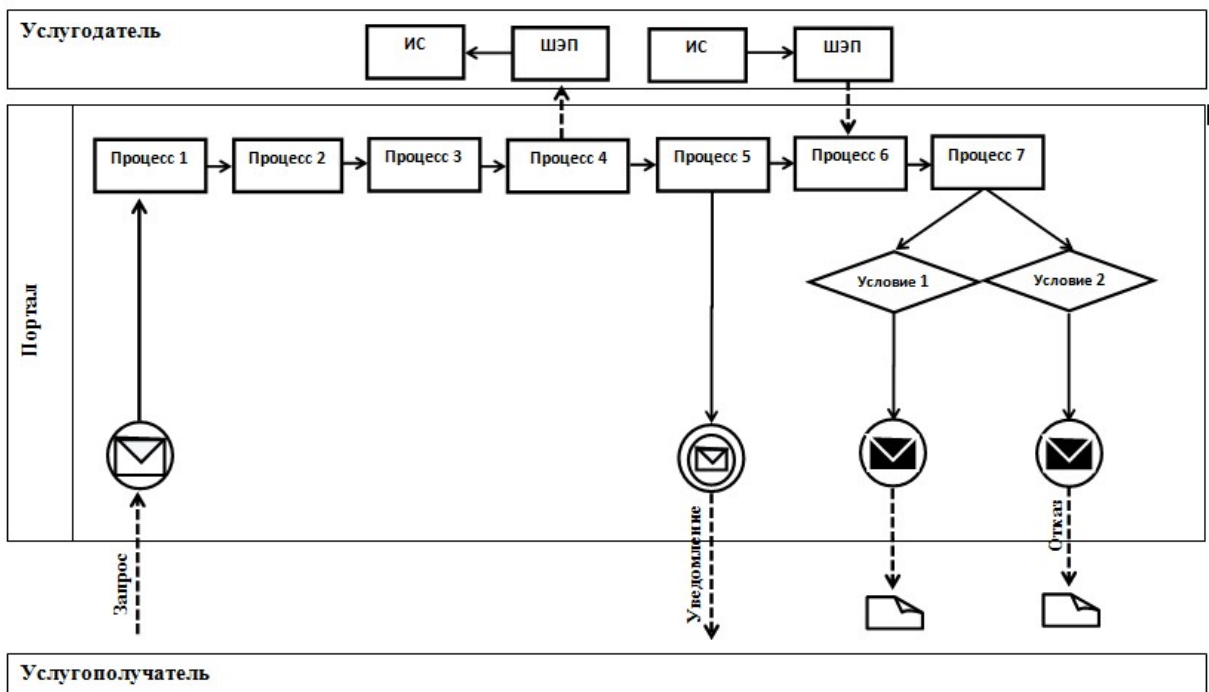 Услугодатель
ИС
ШЭП
ИС
ШЭП
Портал
Процесс 1
Процесс 2
Процесс 3
Процесс 4
Процесс 5
Процесс 6
Процесс 7
Условие 1
Условие 2
Запрос
Уведомление
Отказ
Услугополучатель